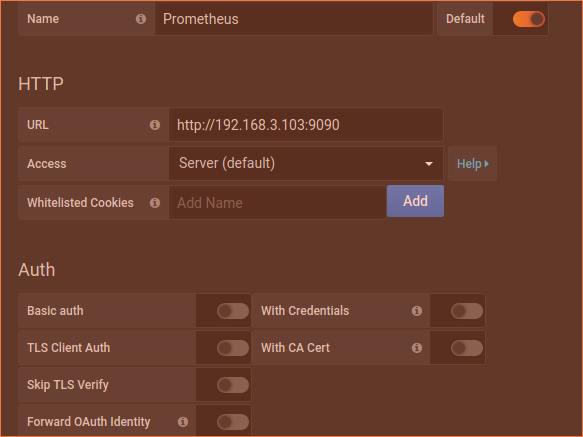 Name Prometheus Default
HTTP
URL http://192.168.3.103:9090
Access Server (default) Help
Whitelisted Cookies Add Name Add
Auth
Basic auth With Credentials
TLS Client Auth With CA Cert
Skip TLS Verify
Forward OAuth Identity